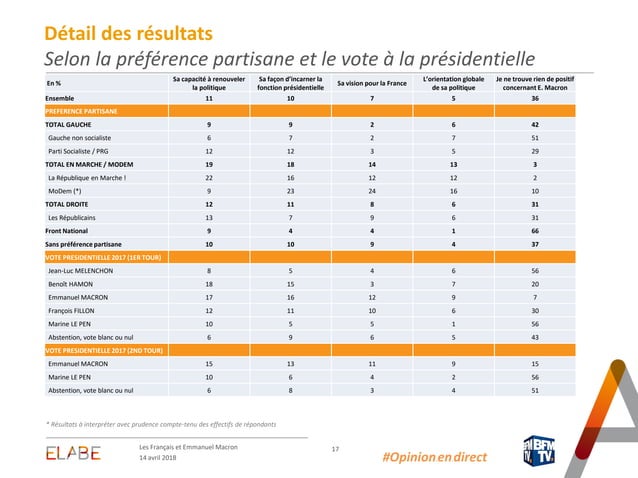 Détail des résultats
Selon la préférence partisane et le vote à la présidentielle
En % Sa capacité à renouveler la politique Sa façon d'incarner la fonction présidentielle Sa vision pour la France L'orientation globale de sa politique Je ne trouve rien de positif concernant E. Macron
Ensemble 11 10 7 5 36
PREFERENCE PARTISANE
TOTAL GAUCHE 9 9 2 6 42
Gauche non socialiste 6 7 2 7 51
Parti Socialiste / PRG 12 12 3 5 29
TOTAL EN MARCHE / MODEM 19 18 14 13 3
La République en Marche ! 22 16 12 12 2
MoDem (*) 9 23 24 16 10
TOTAL DROITE 12 11 8 6 31
Les Républicains 13 7 9 6 31
Front National 9 4 4 1 66
Sans préférence partisane 10 10 9 4 37
VOTE PRESIDENTIELLE 2017 (1ER TOUR)
Jean-Luc MELENCHON 8 5 4 6 56
Benoît HAMON 18 15 3 7 20
Emmanuel MACRON 17 16 12 9 7
François FILLON 12 11 10 6 30
Marine LE PEN 10 5 5 1 56
Abstention, vote blanc ou nul 6 9 6 5 43
VOTE PRESIDENTIELLE 2017 (2ND TOUR)
Emmanuel MACRON 15 13 11 9 15
Marine LE PEN 10 6 4 2 56
Abstention, vote blanc ou nul 6 8 3 4 51
* Résultats à interpréter avec prudence compte-tenu des effectifs de répondants
ELABE
Les Français et Emmanuel Macron
14 avril 2018
17
#Opinion en direct
BFM TV.